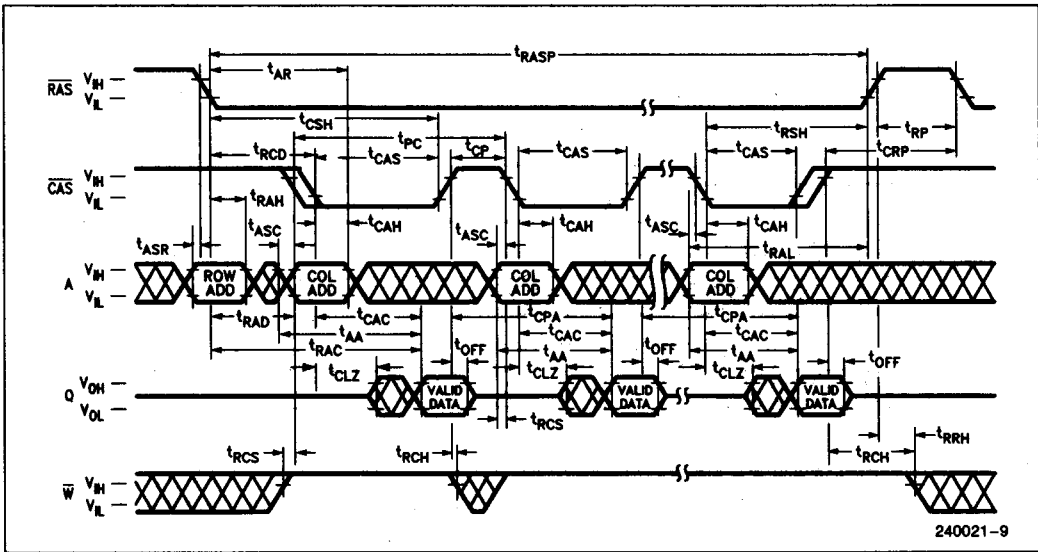 tRASP
tAR
RAS VIH
VIL
tCSH
tPC
tRSH
tRP
tRCD
tCAS
tCP
tCAS
tCAS
tCRP
CAS VIH
VIL
tRAH
tASR
tASC
tCAH
tASC
tCAH
tASC
tCAH
tRAL
A VIH
VIL
ROW ADD
COL ADD
COL ADD
COL ADD
tRAD
tCAC
tCPA
tCPA
tAA
tCAC
tCAC
tRAC
tOFF
tAA
tOFF
tAA
tOFF
tCLZ
tCLZ
tCLZ
Q VOH
VOL
VALID DATA
VALID DATA
VALID DATA
tRCS
tRCS
tRCH
tRCH
tRRH
W VIH
VIL
240021-9